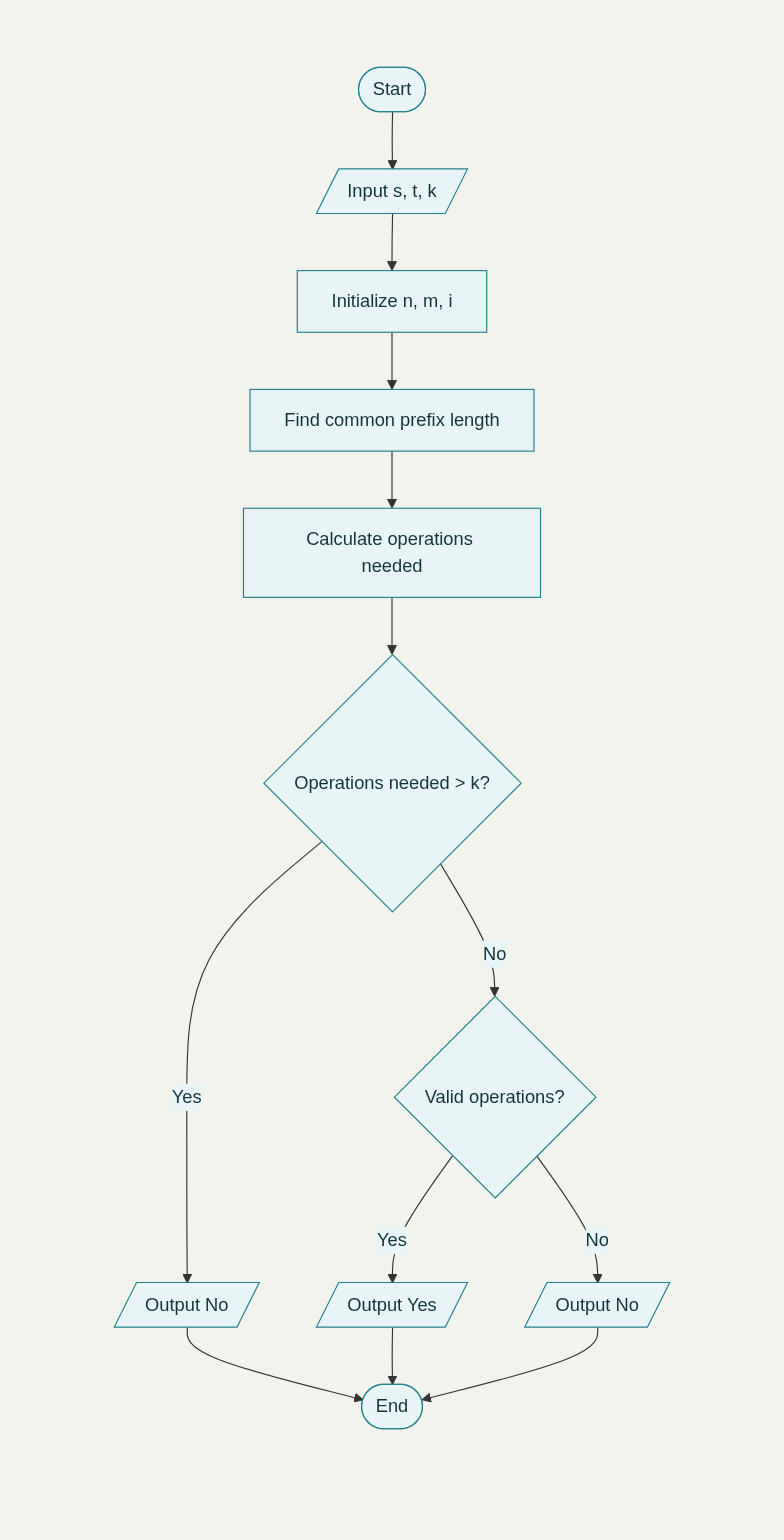 Start
Input s, t, k
Initialize n, m, i
Find common prefix length
Calculate operations
needed
Operations needed > k?
No
Yes
Valid operations?
Yes
No
Output No
Output Yes
Output No
End